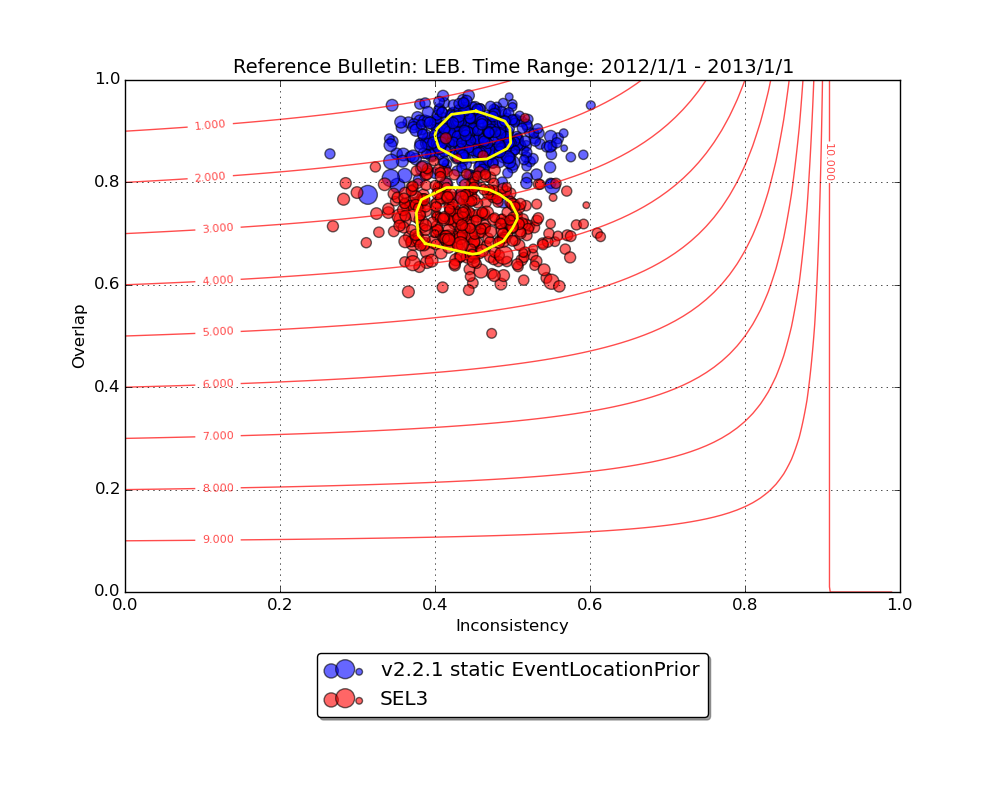 Reference Bulletin: LEB. Time Range: 2012/1/1 - 2013/1/1
1.0
0.8
0.6
0.4
0.2
0.0
Overlap
1.000
2.000
3.000
4.000
5.000
6.000
7.000
8.000
9.000
10.000
0.0 0.2 0.4 0.6 0.8 1.0
Inconsistency
v2.2.1 static EventLocationPrior
SEL3